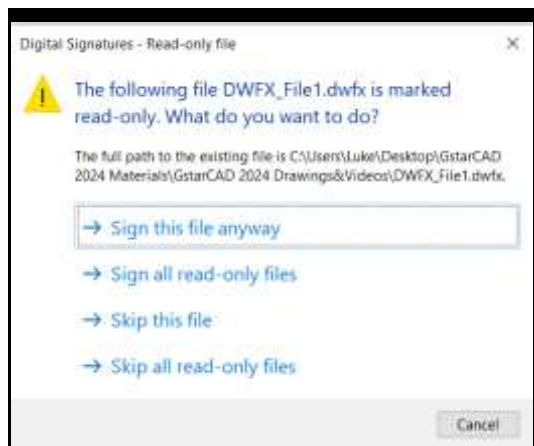 Digital Signatures - Read-only file
The following file DWFX_File1.dwfx is marked
read-only. What do you want to do?
The full path to the existing file is C:\Users\Luke\Desktop\GstarCAD
2024 Materials\GstarCAD 2024 Drawings&Videos\DWFX_File1.dwfx.
→ Sign this file anyway
→ Sign all read-only files
→ Skip this file
→ Skip all read-only files
Cancel